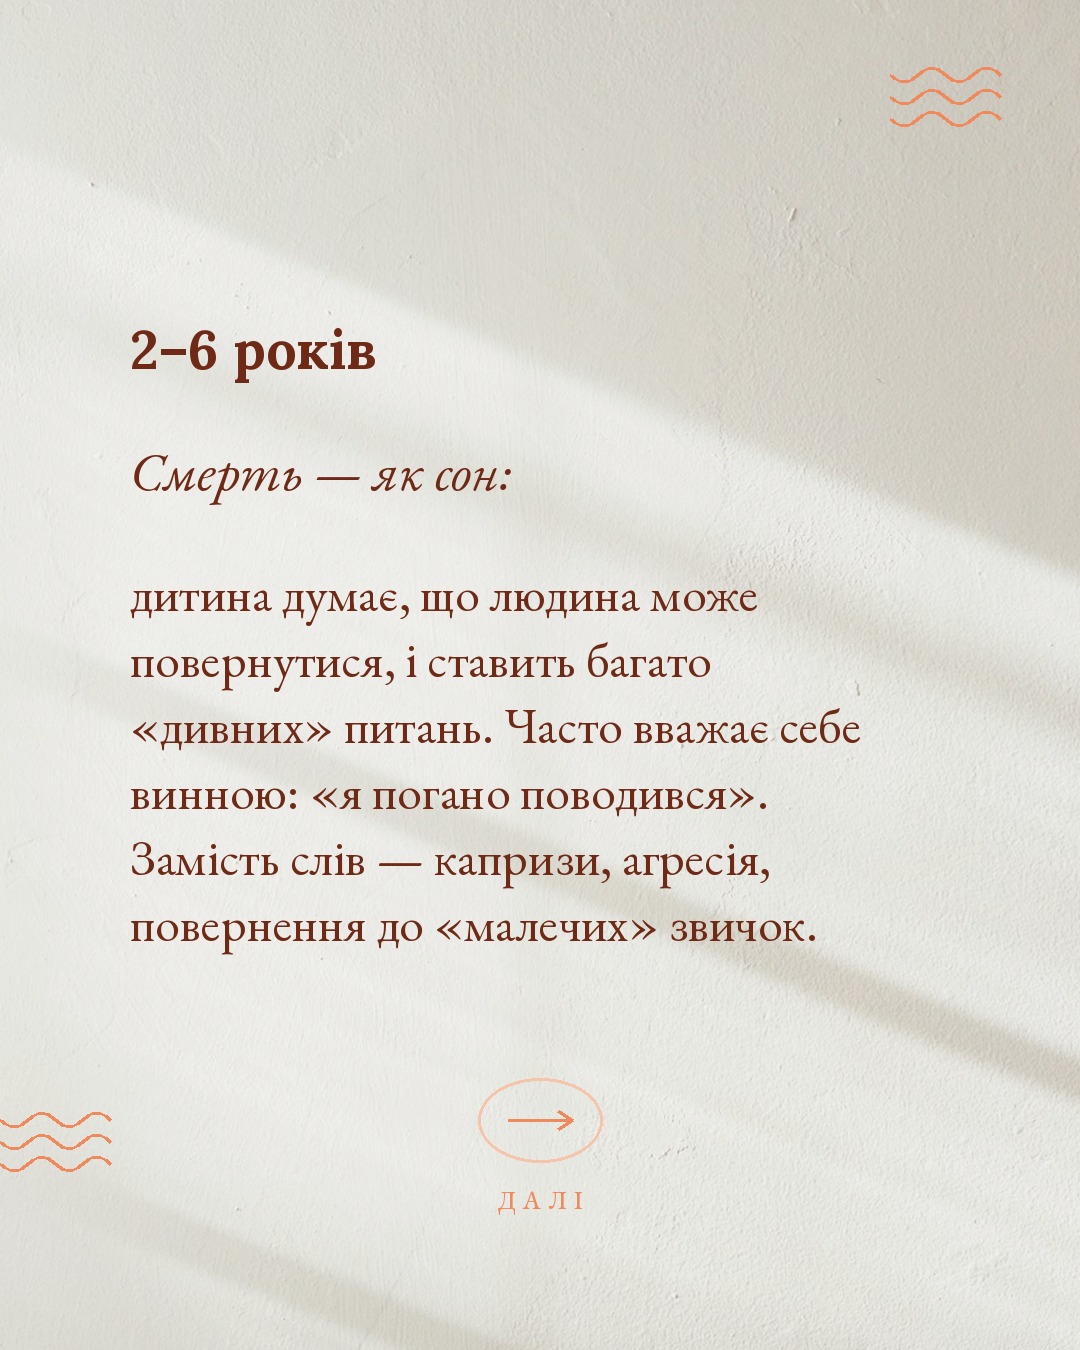 2–6 років
Смерть — як сон:
дитина думає, що людина може
повернутися, і ставить багато
«дивних» питань. Часто вважає себе
винною: «я погано поводився».
Замість слів — капризи, агресія,
повернення до «малечих» звичок.
ДАЛІ